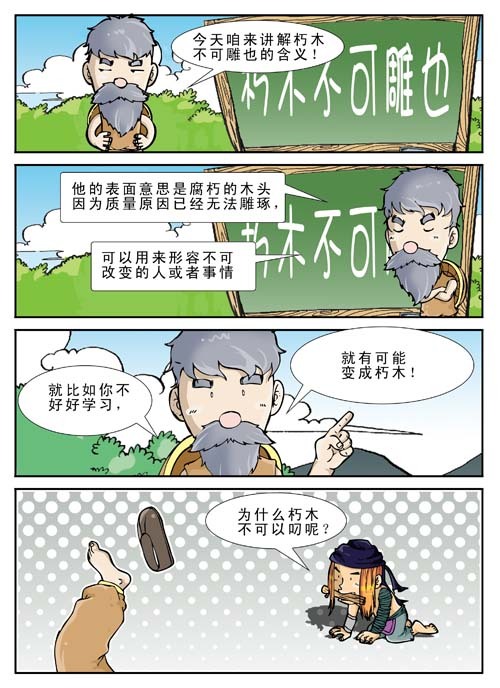 今天咱来讲解朽木
不可雕也的含义！
朽木不可雕也
他的表面意思是腐朽的木头
因为质量原因已经无法雕琢，
可以用来形容不可
改变的人或者事情
朽木不可
就比如你不
好好学习，
就有可能
变成朽木！
为什么朽木
不可以叨呢？